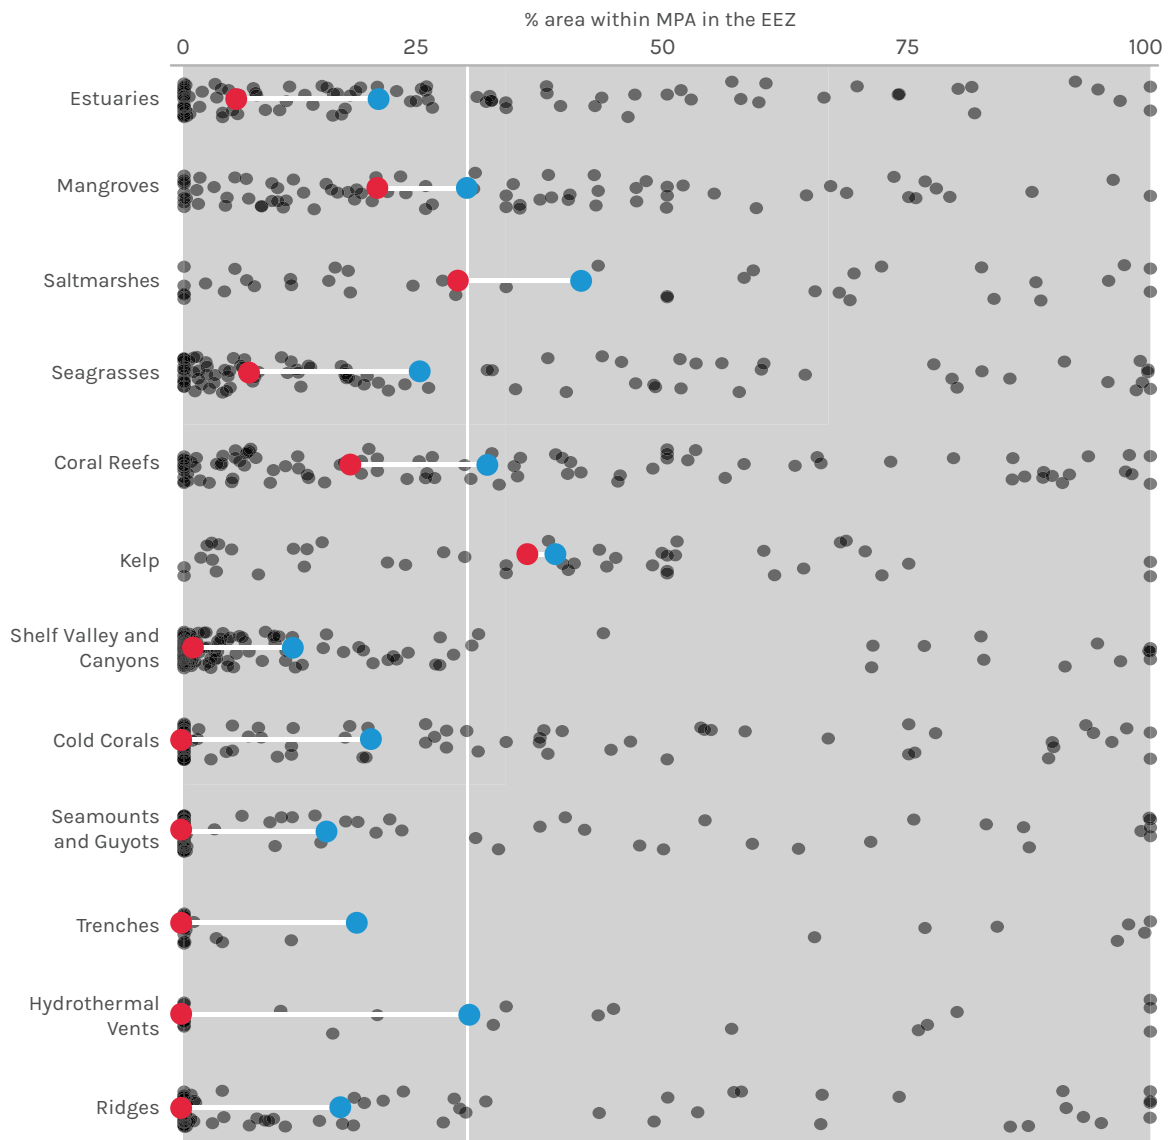 % area within MPA in the EEZ
0 25 50 75 100
Estuaries
Mangroves
Saltmarshes
Seagrasses
Coral Reefs
Kelp
Shelf Valley and
Canyons
Cold Corals
Seamounts
and Guyots
Trenches
Hydrothermal
Vents
Ridges